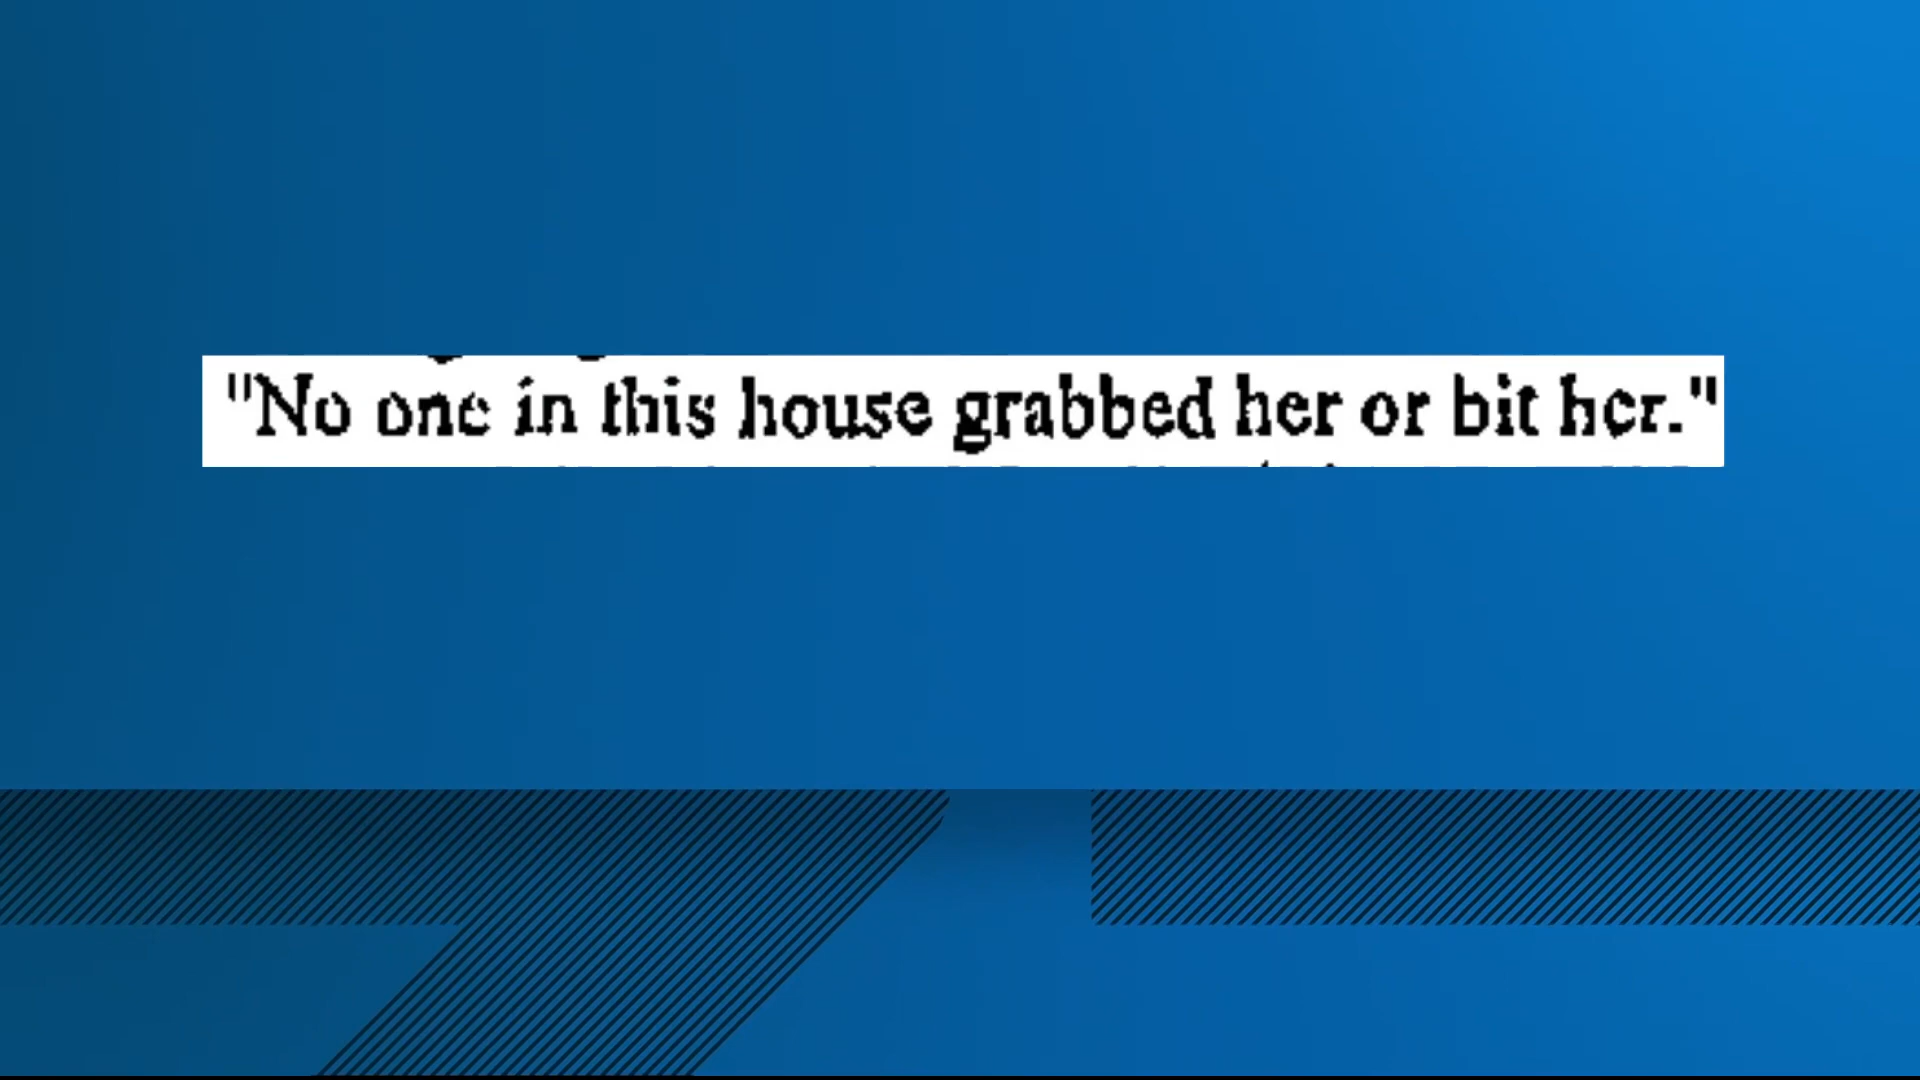 "No one in this house grabbed her or bit her."